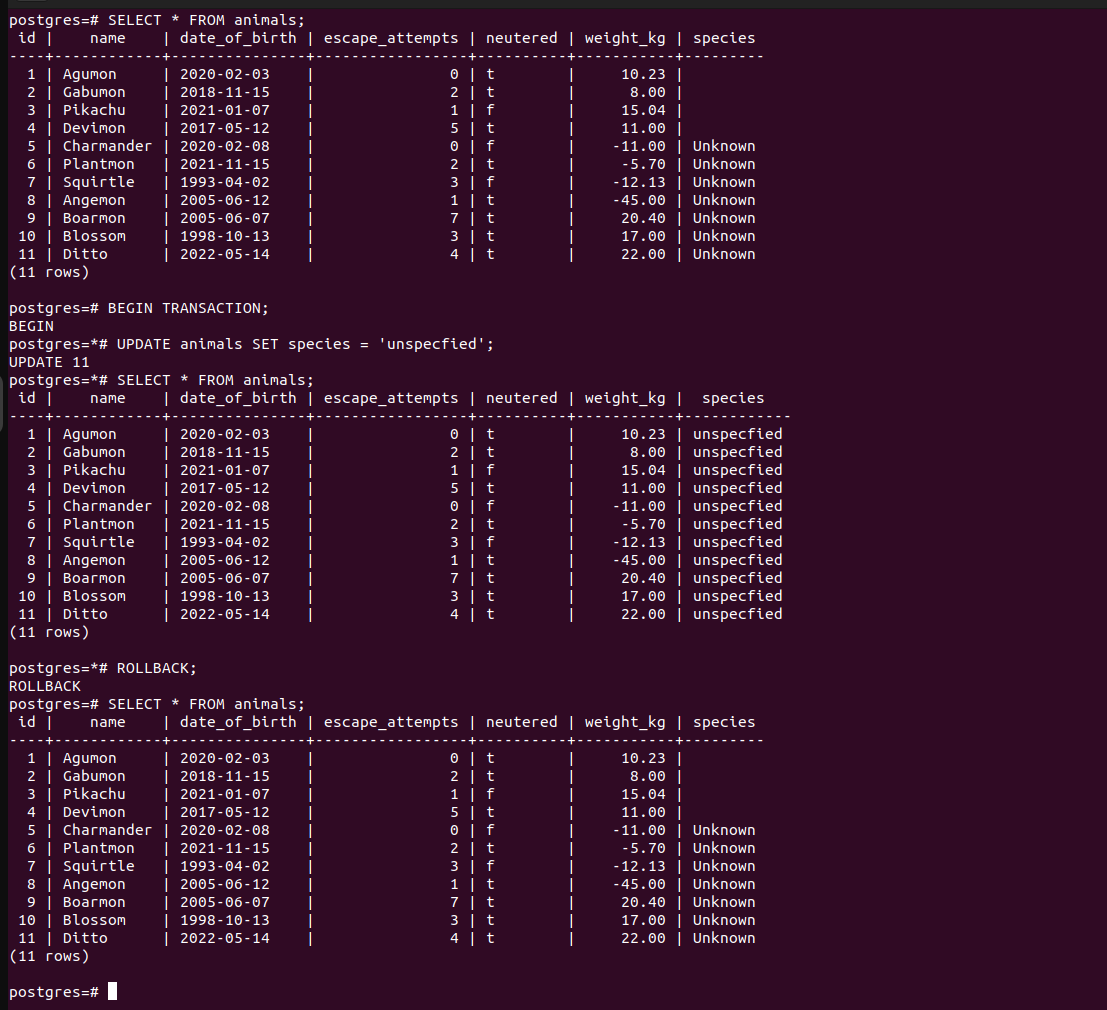 postgres=# SELECT * FROM animals;
 id |    name    | date_of_birth | escape_attempts | neutered | weight_kg | species
----+------------+---------------+-----------------+----------+-----------+---------
  1 | Agumon     | 2020-02-03    |               0 | t        |     10.23 |
  2 | Gabumon    | 2018-11-15    |               2 | t        |      8.00 |
  3 | Pikachu    | 2021-01-07    |               1 | f        |     15.04 |
  4 | Devimon    | 2017-05-12    |               5 | t        |     11.00 |
  5 | Charmander | 2020-02-08    |               0 | f        |    -11.00 | Unknown
  6 | Plantmon   | 2021-11-15    |               2 | t        |     -5.70 | Unknown
  7 | Squirtle   | 1993-04-02    |               3 | f        |    -12.13 | Unknown
  8 | Angemon    | 2005-06-12    |               1 | t        |    -45.00 | Unknown
  9 | Boarmon    | 2005-06-07    |               7 | t        |     20.40 | Unknown
 10 | Blossom    | 1998-10-13    |               3 | t        |     17.00 | Unknown
 11 | Ditto      | 2022-05-14    |               4 | t        |     22.00 | Unknown
(11 rows)

postgres=# BEGIN TRANSACTION;
BEGIN
postgres=*# UPDATE animals SET species = 'unspecfied';
UPDATE 11
postgres=*# SELECT * FROM animals;
 id |    name    | date_of_birth | escape_attempts | neutered | weight_kg |  species
----+------------+---------------+-----------------+----------+-----------+------------
  1 | Agumon     | 2020-02-03    |               0 | t        |     10.23 | unspecfied
  2 | Gabumon    | 2018-11-15    |               2 | t        |      8.00 | unspecfied
  3 | Pikachu    | 2021-01-07    |               1 | f        |     15.04 | unspecfied
  4 | Devimon    | 2017-05-12    |               5 | t        |     11.00 | unspecfied
  5 | Charmander | 2020-02-08    |               0 | f        |    -11.00 | unspecfied
  6 | Plantmon   | 2021-11-15    |               2 | t        |     -5.70 | unspecfied
  7 | Squirtle   | 1993-04-02    |               3 | f        |    -12.13 | unspecfied
  8 | Angemon    | 2005-06-12    |               1 | t        |    -45.00 | unspecfied
  9 | Boarmon    | 2005-06-07    |               7 | t        |     20.40 | unspecfied
 10 | Blossom    | 1998-10-13    |               3 | t        |     17.00 | unspecfied
 11 | Ditto      | 2022-05-14    |               4 | t        |     22.00 | unspecfied
(11 rows)

postgres=*# ROLLBACK;
ROLLBACK
postgres=# SELECT * FROM animals;
 id |    name    | date_of_birth | escape_attempts | neutered | weight_kg | species
----+------------+---------------+-----------------+----------+-----------+---------
  1 | Agumon     | 2020-02-03    |               0 | t        |     10.23 |
  2 | Gabumon    | 2018-11-15    |               2 | t        |      8.00 |
  3 | Pikachu    | 2021-01-07    |               1 | f        |     15.04 |
  4 | Devimon    | 2017-05-12    |               5 | t        |     11.00 |
  5 | Charmander | 2020-02-08    |               0 | f        |    -11.00 | Unknown
  6 | Plantmon   | 2021-11-15    |               2 | t        |     -5.70 | Unknown
  7 | Squirtle   | 1993-04-02    |               3 | f        |    -12.13 | Unknown
  8 | Angemon    | 2005-06-12    |               1 | t        |    -45.00 | Unknown
  9 | Boarmon    | 2005-06-07    |               7 | t        |     20.40 | Unknown
 10 | Blossom    | 1998-10-13    |               3 | t        |     17.00 | Unknown
 11 | Ditto      | 2022-05-14    |               4 | t        |     22.00 | Unknown
(11 rows)

postgres=#